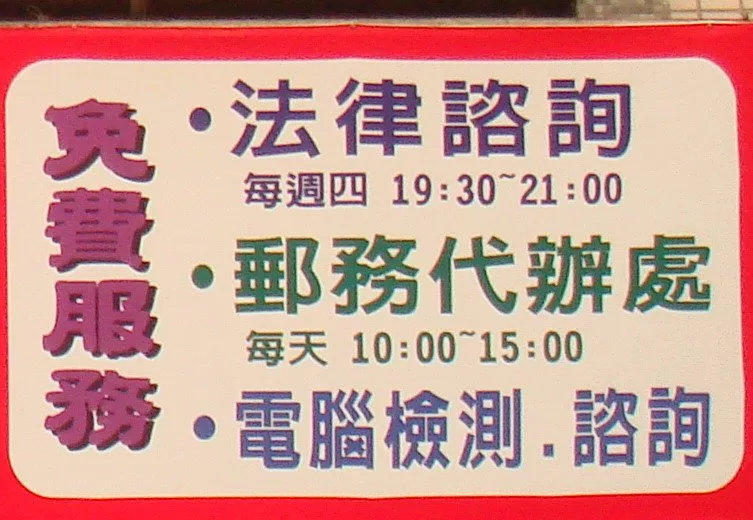 免費服務
•法律諮詢
每週四 19:30~21:00
•郵務代辦處
每天 10:00~15:00
•電腦檢測.諮詢